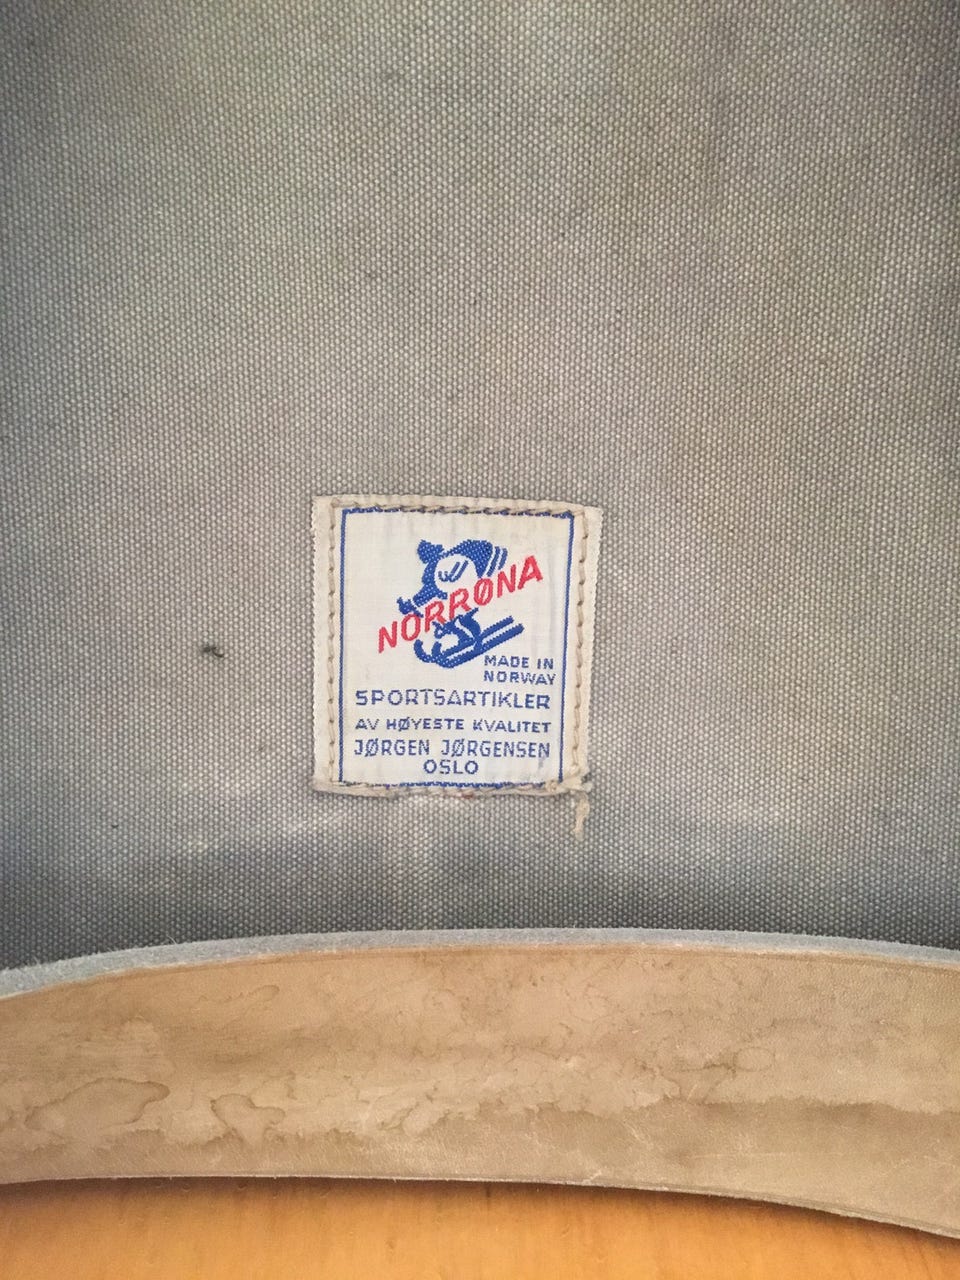 NORRØNA
MADE IN
NORWAY
SPORTSARTIKLER
AV HØYESTE KVALITET
JØRGEN JØRGENSEN
OSLO